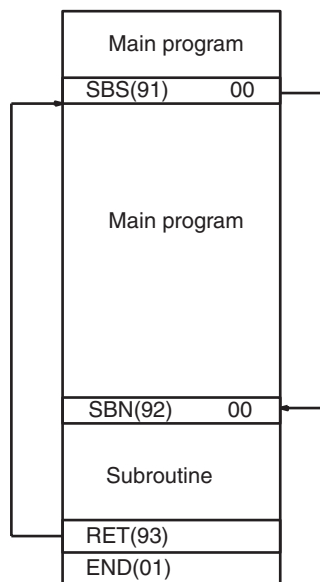 Main program
SBS(91) 00
Main program
SBN(92) 00
Subroutine
RET(93)
END(01)